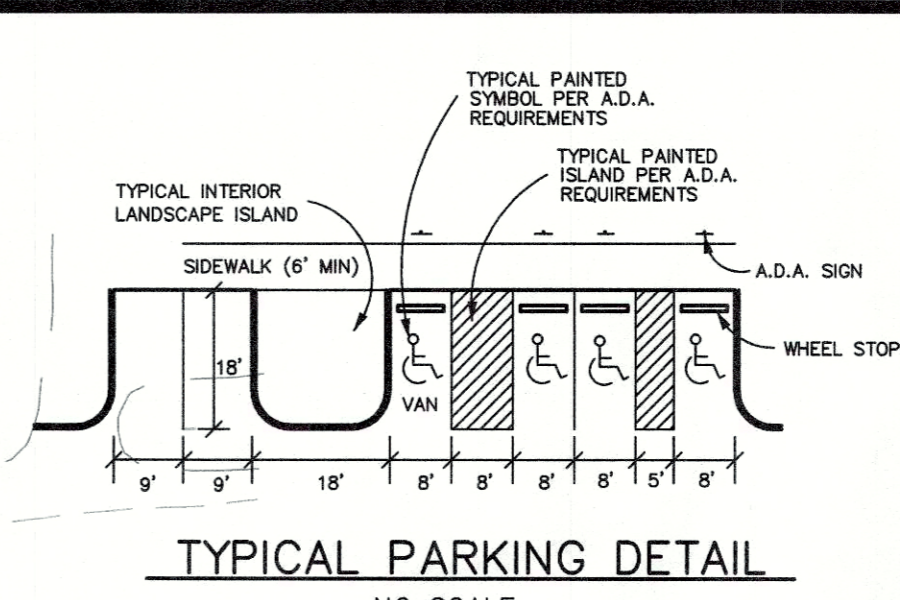 TYPICAL PAINTED
SYMBOL PER A.D.A.
REQUIREMENTS
TYPICAL PAINTED
ISLAND PER A.D.A.
REQUIREMENTS
TYPICAL INTERIOR
LANDSCAPE ISLAND
SIDEWALK (6' MIN)
A.D.A. SIGN
WHEEL STOP
18'
VAN
9' 9' 18' 8' 8' 8' 8' 5' 8'
TYPICAL PARKING DETAIL
NO SCALE